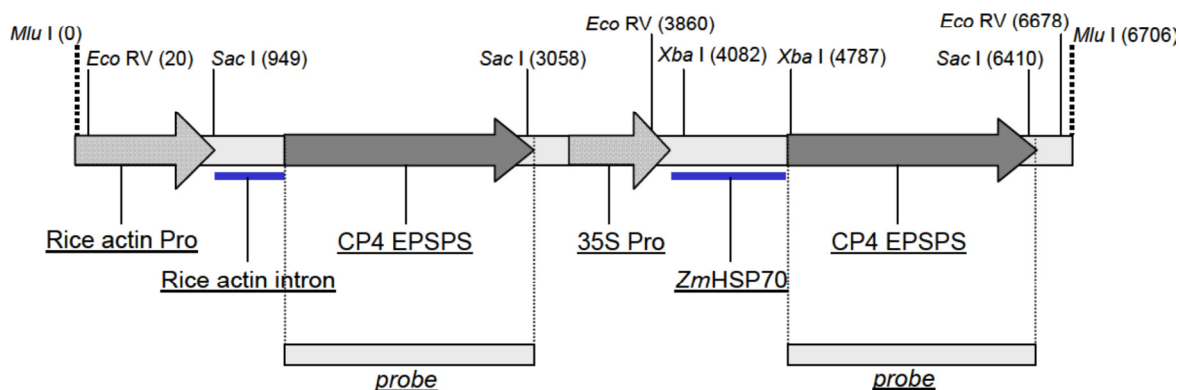 Mlu I (0)
Eco RV (20)
Sac I (949)
Sac I (3058)
Eco RV (3860)
Xba I (4082)
Xba I (4787)
Eco RV (6678)
Sac I (6410)
Mlu I (6706)
Rice actin Pro
Rice actin intron
CP4 EPSPS
35S Pro
ZmHSP70
CP4 EPSPS
probe
probe